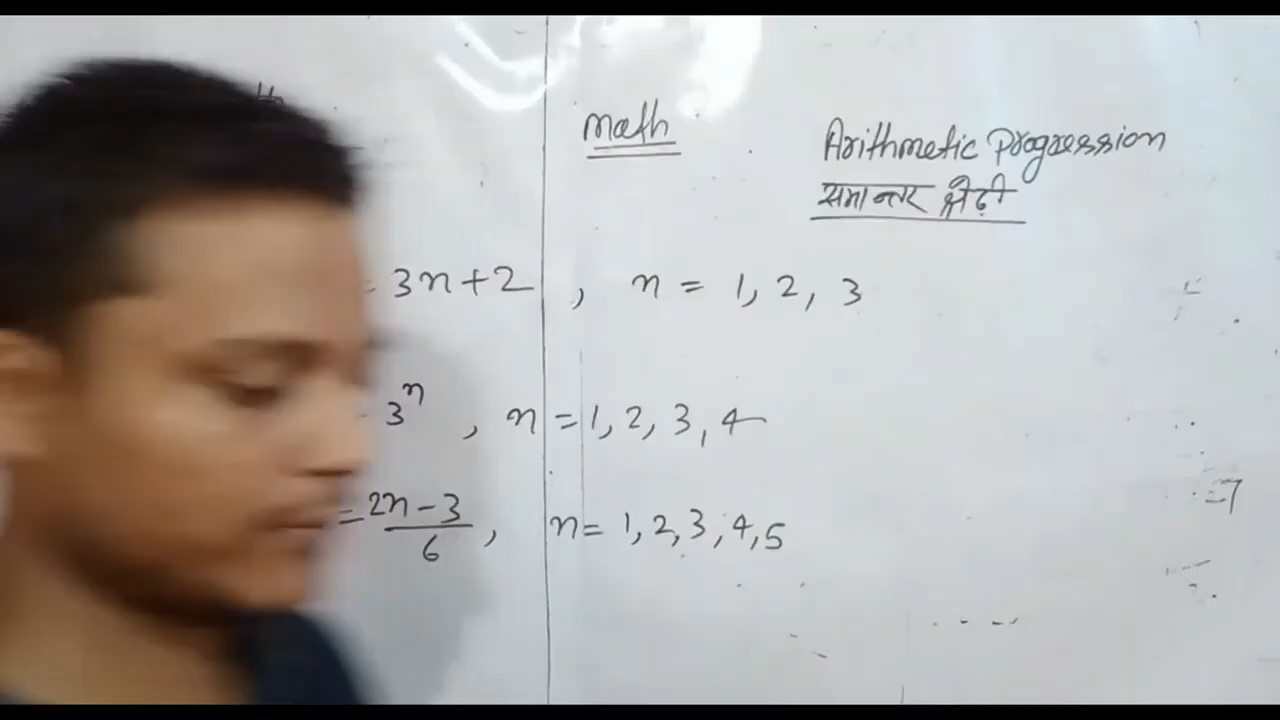 Math
Arithmetic Progression
समान्तर श्रेढ़ी
= 3n+2 , n = 1, 2, 3
= 3ⁿ , n = 1, 2, 3, 4
= 2n-3/6 , n = 1, 2, 3, 4, 5